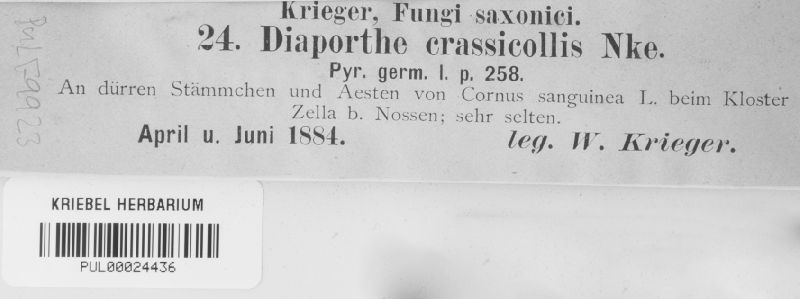 Krieger, Fungi saxonici.
24. Diaporthe crassicollis Nke.
Pyr. germ. I. p. 258.
An dürren Stämmchen und Aesten von Cornus sanguinea L. beim Kloster
Zella b. Nossen; sehr selten.
April u. Juni 1884.
leg. W. Krieger.
PULF9923
KRIEBEL HERBARIUM
PUL00024436